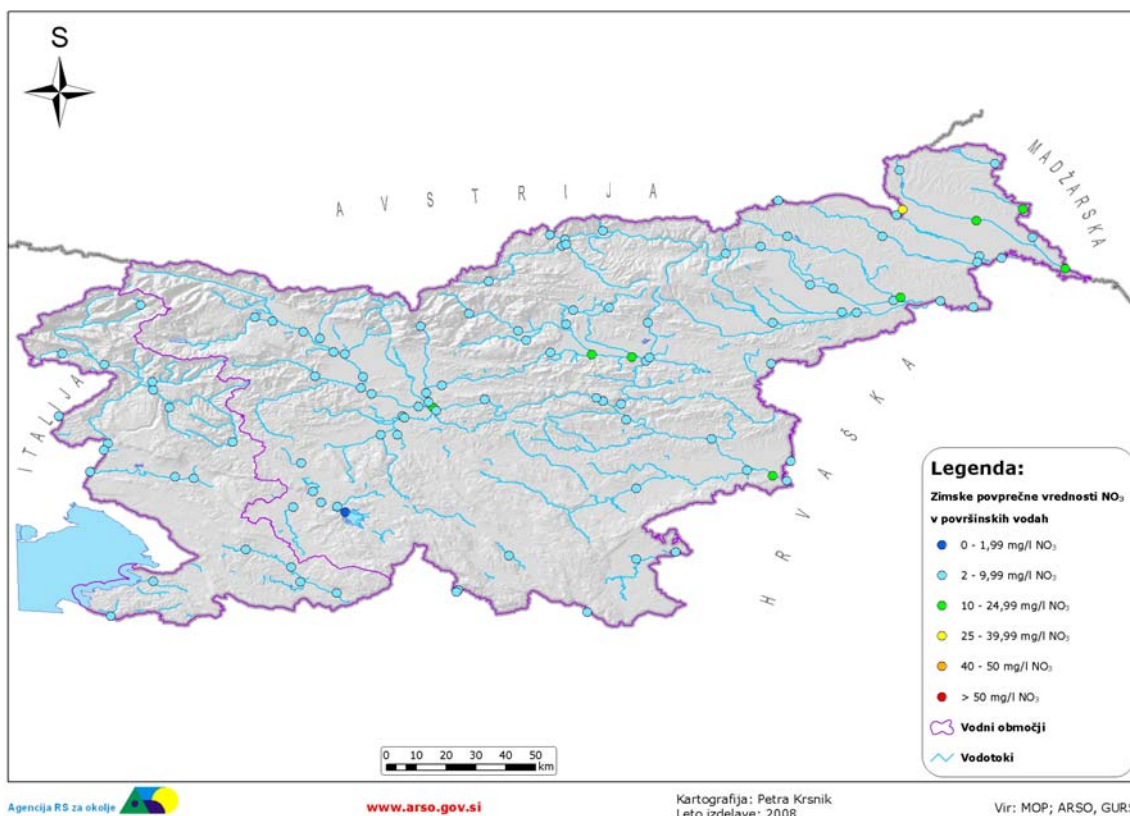 S
AVSTRIJA
MADŽARSKA
ITALIJA
HRVAŠKA
Legenda:
Zimske povprečne vrednosti NO₃
v površinskih vodah
0 - 1,99 mg/l NO₃
2 - 9,99 mg/l NO₃
10 - 24,99 mg/l NO₃
25 - 39,99 mg/l NO₃
40 - 50 mg/l NO₃
> 50 mg/l NO₃
Vodni območji
Vodotoki
0 10 20 30 40 50
km
Agencija RS za okolje
www.arso.gov.si
Kartografija: Petra Krsnik
Leto izdelave: 2008
Vir: MOP; ARSO, GURS